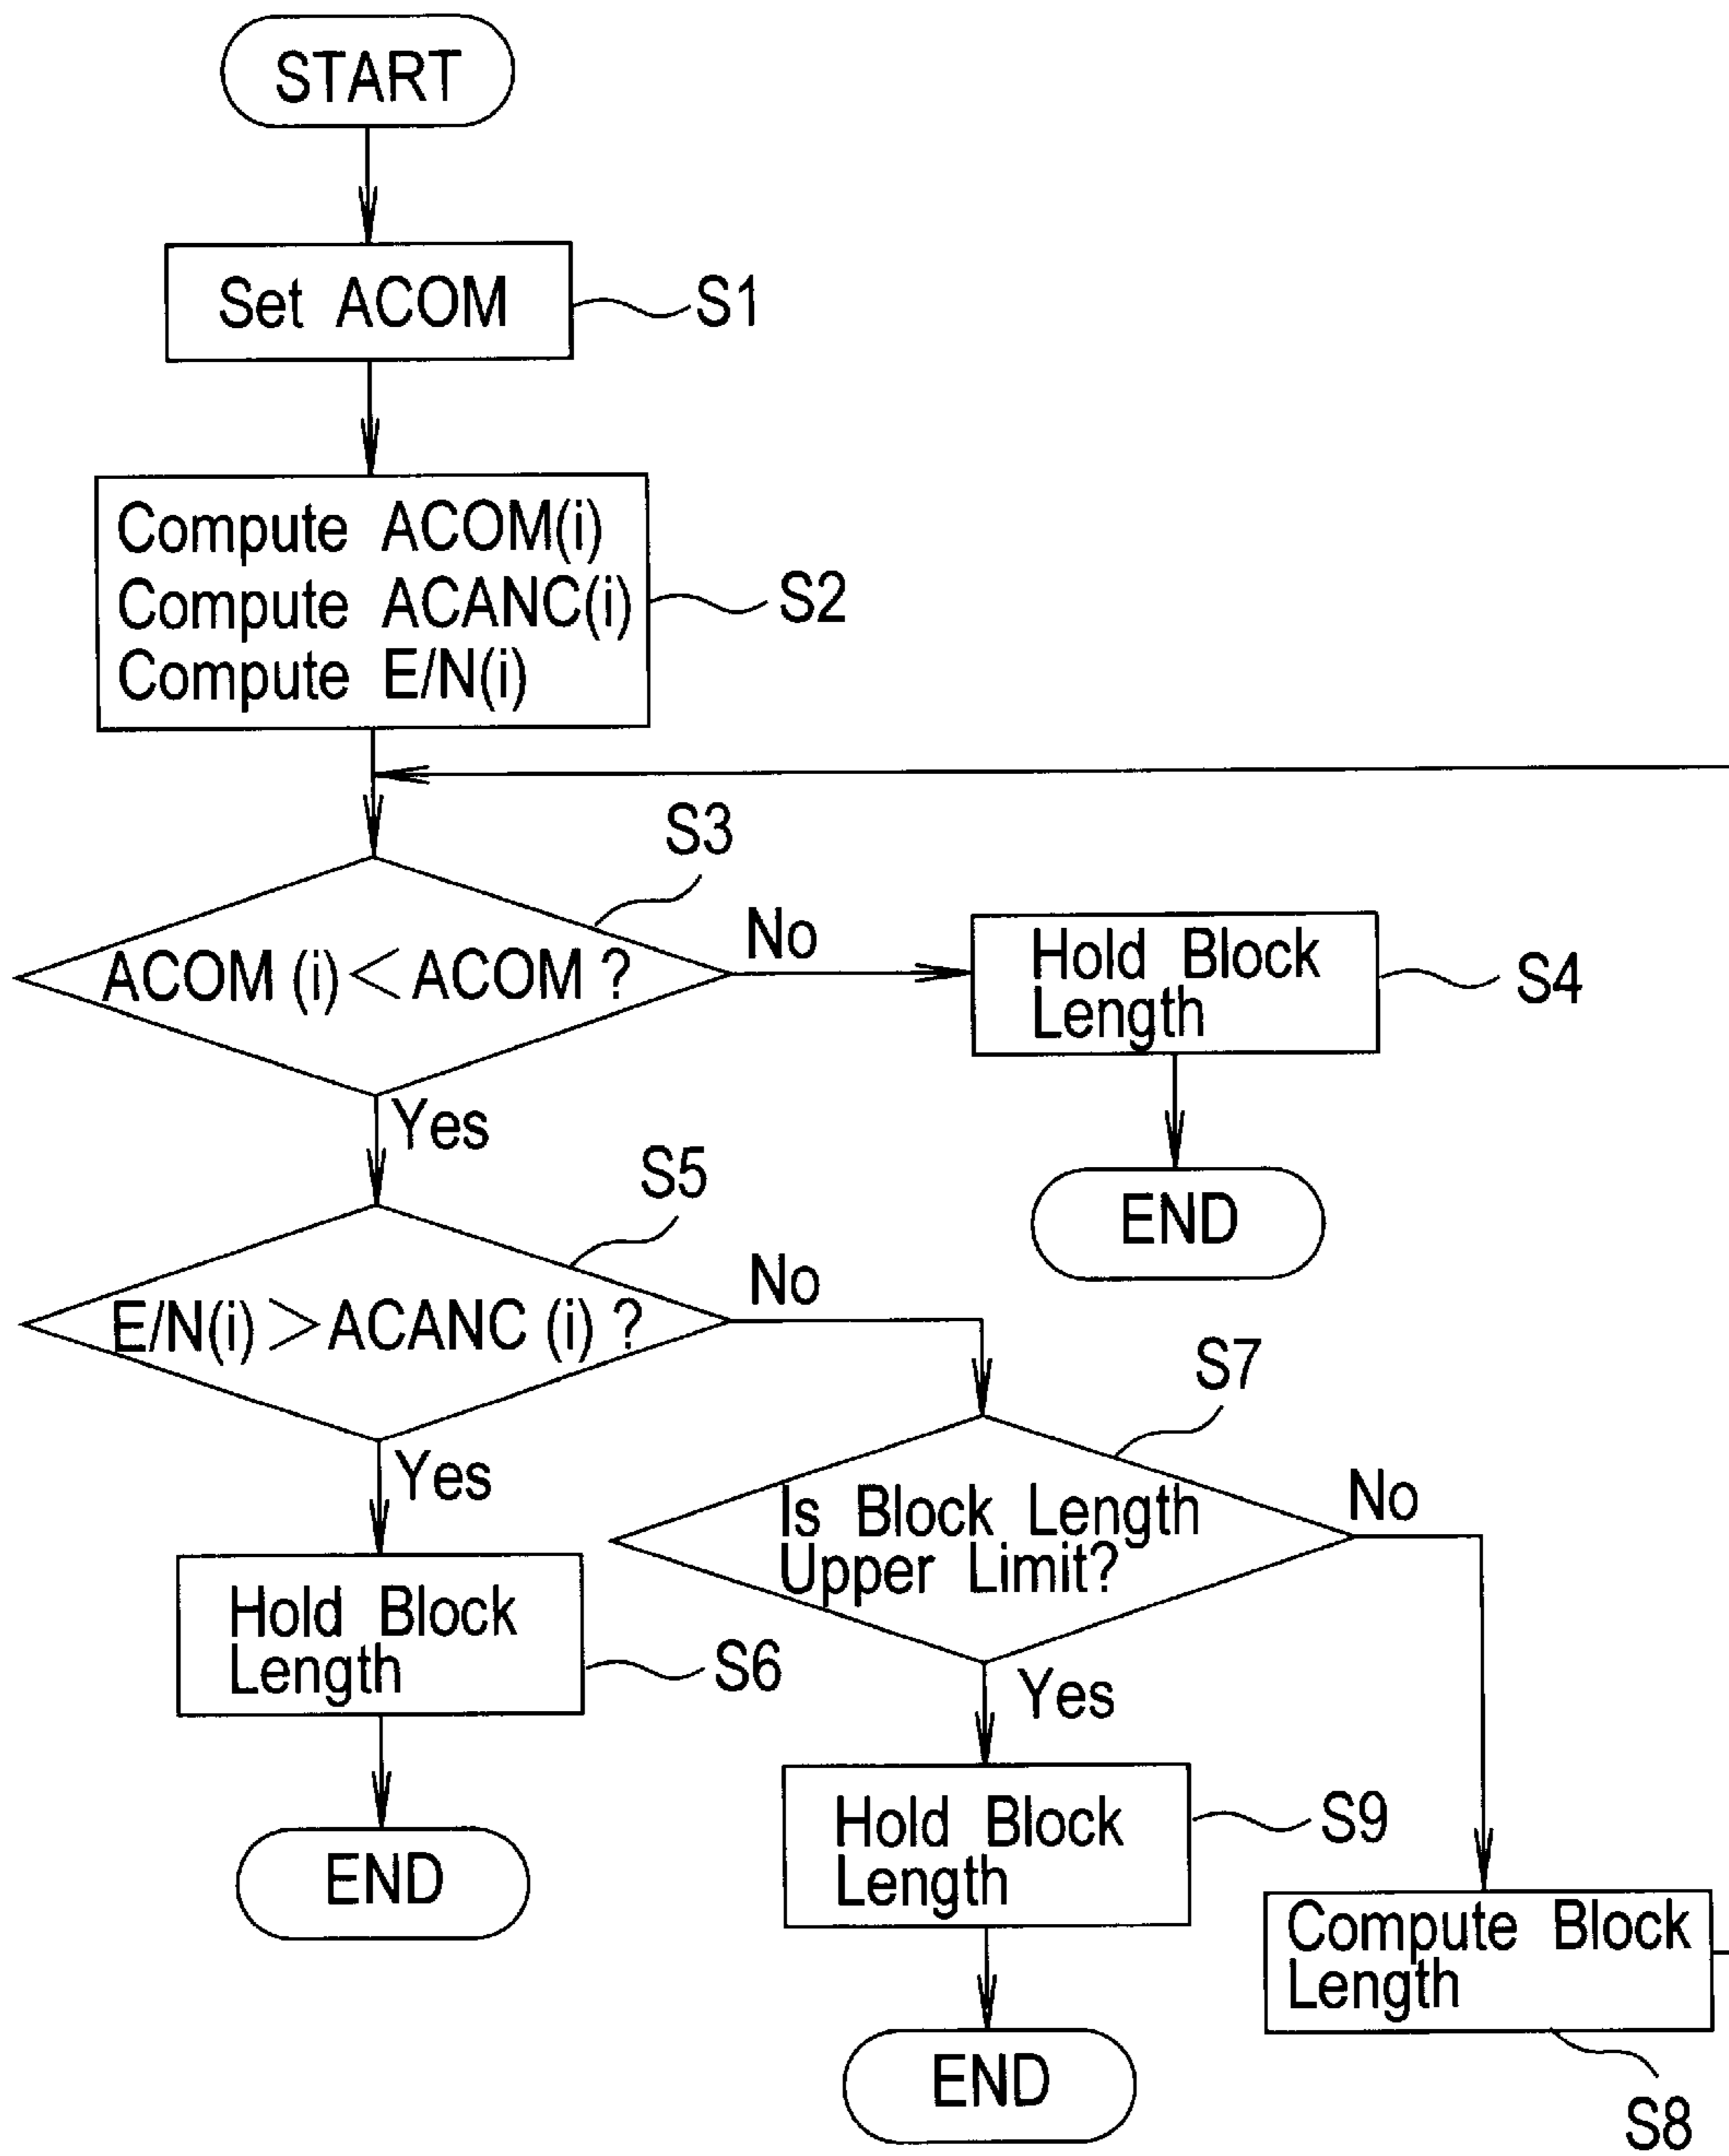 START
Set ACOM
S1
Compute ACOM(i)
Compute ACANC(i)
Compute E/N(i)
S2
S3
ACOM (i) < ACOM ?
No
Hold Block
Length
S4
Yes
END
S5
E/N(i) > ACANC (i) ?
No
S7
Yes
Is Block Length
Upper Limit?
No
Hold Block
Length
S6
Yes
Hold Block
Length
S9
END
Compute Block
Length
END
S8